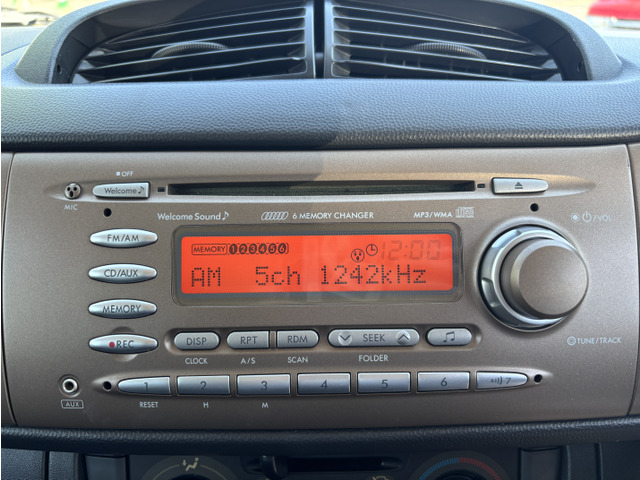 OFF
Welcome♪
MIC
Welcome Sound♪
6 MEMORY CHANGER
MP3/WMA
/VOL
FM/AM
MEMORY 1 2 3 4 5 6
12:00
AM 5ch 1242kHz
CD/AUX
MEMORY
REC
DISP
RPT
RDM
SEEK
TUNE/TRACK
CLOCK
A/S
SCAN
FOLDER
AUX
1
2
3
4
5
6
7
RESET
H
M